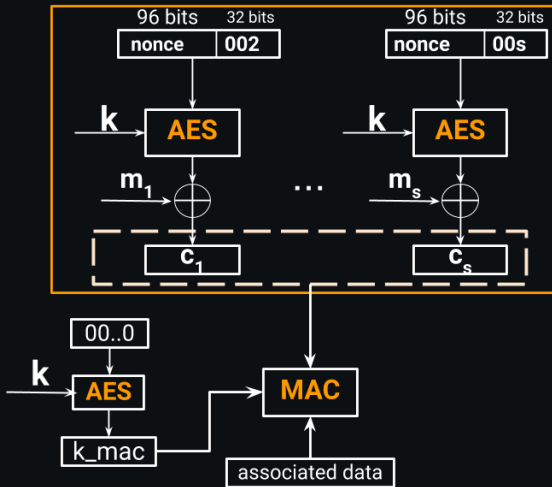 96 bits 32 bits 96 bits 32 bits
nonce 002 nonce 00s
k AES k AES
m₁ ... mₛ
c₁ cₛ
00..0
k AES MAC
k_mac
associated data